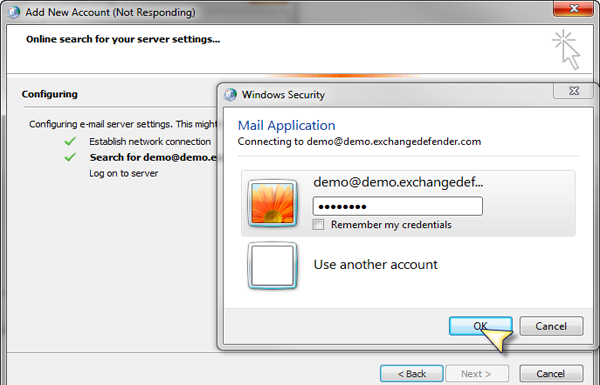 Add New Account (Not Responding)
Online search for your server settings...
Configuring
Configuring e-mail server settings. This might
Establish network connection
Search for demo@demo.e
Log on to server
Windows Security
Mail Application
Connecting to demo@demo.exchangedefender.com
demo@demo.exchangedef...
●●●●●●●●
Remember my credentials
Use another account
OK Cancel
< Back Next > Cancel